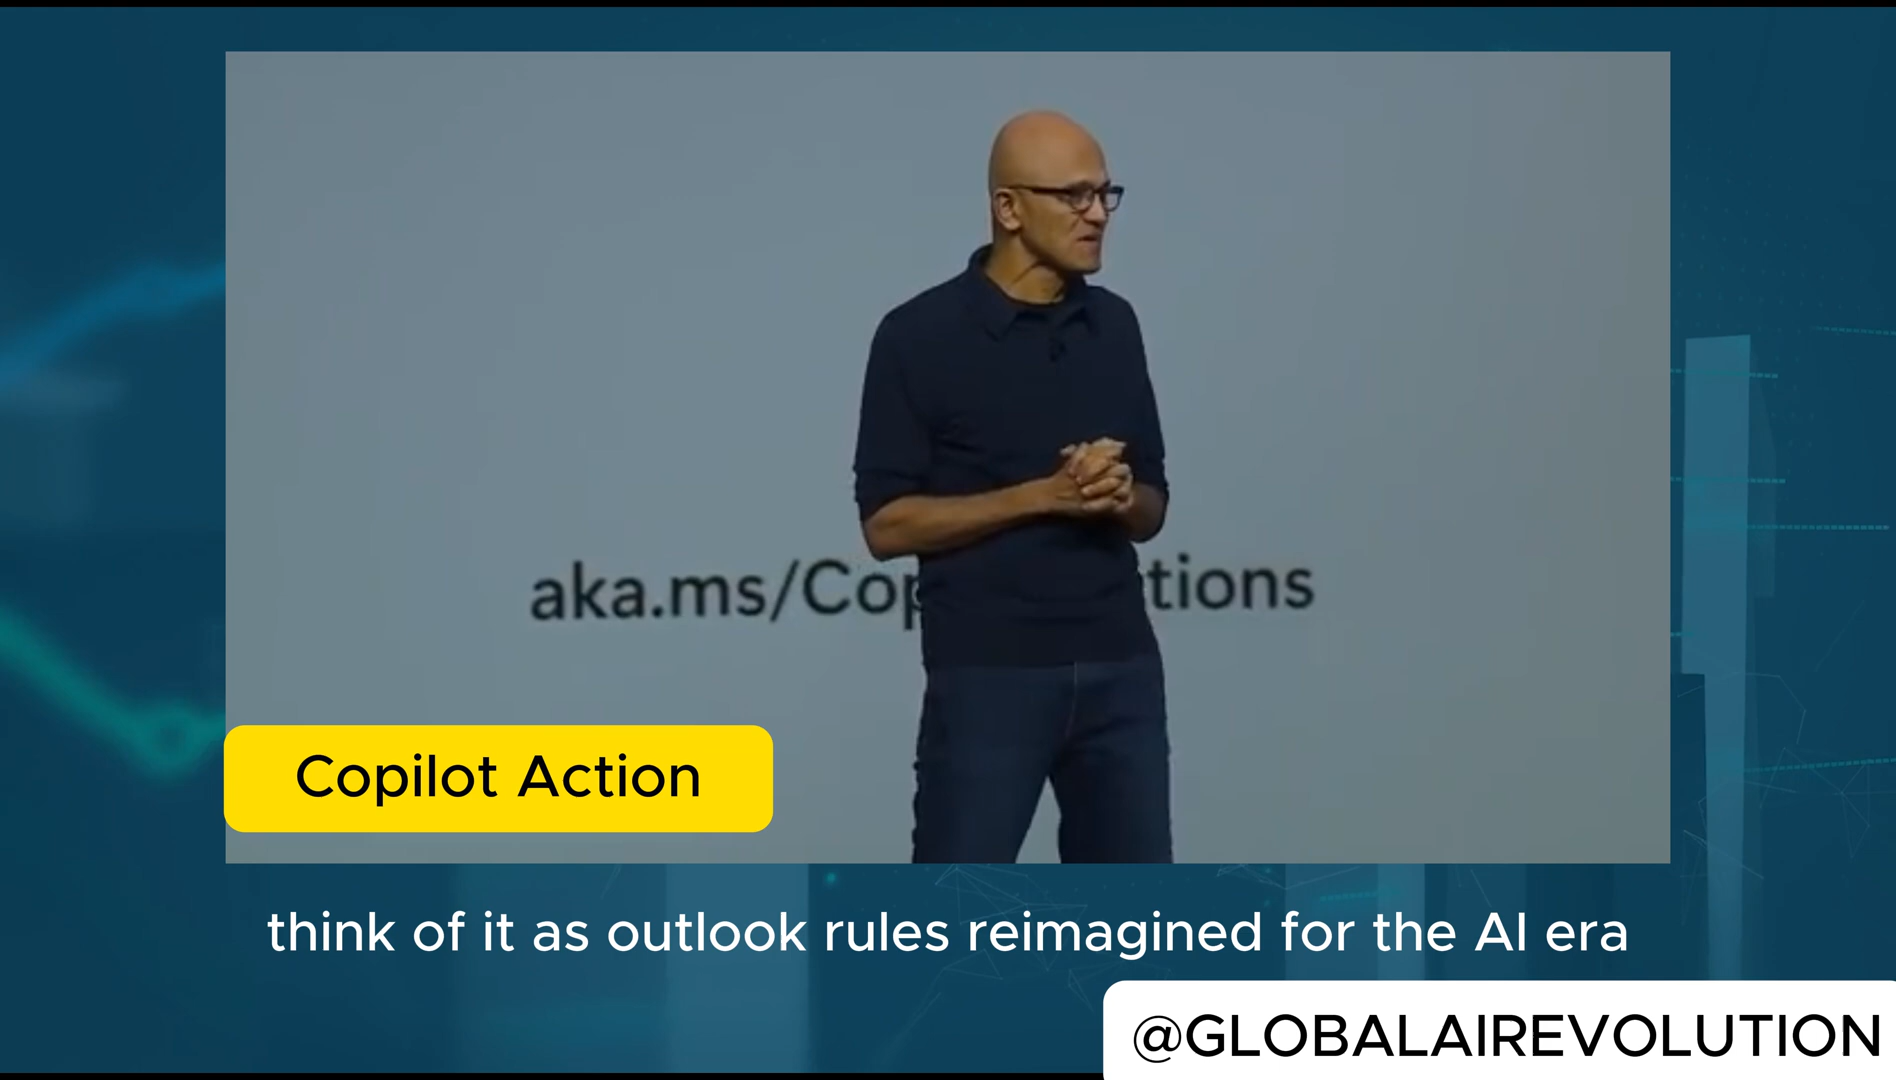 aka.ms/Cop tions
Copilot Action
think of it as outlook rules reimagined for the AI era
@GLOBALAIREVOLUTION